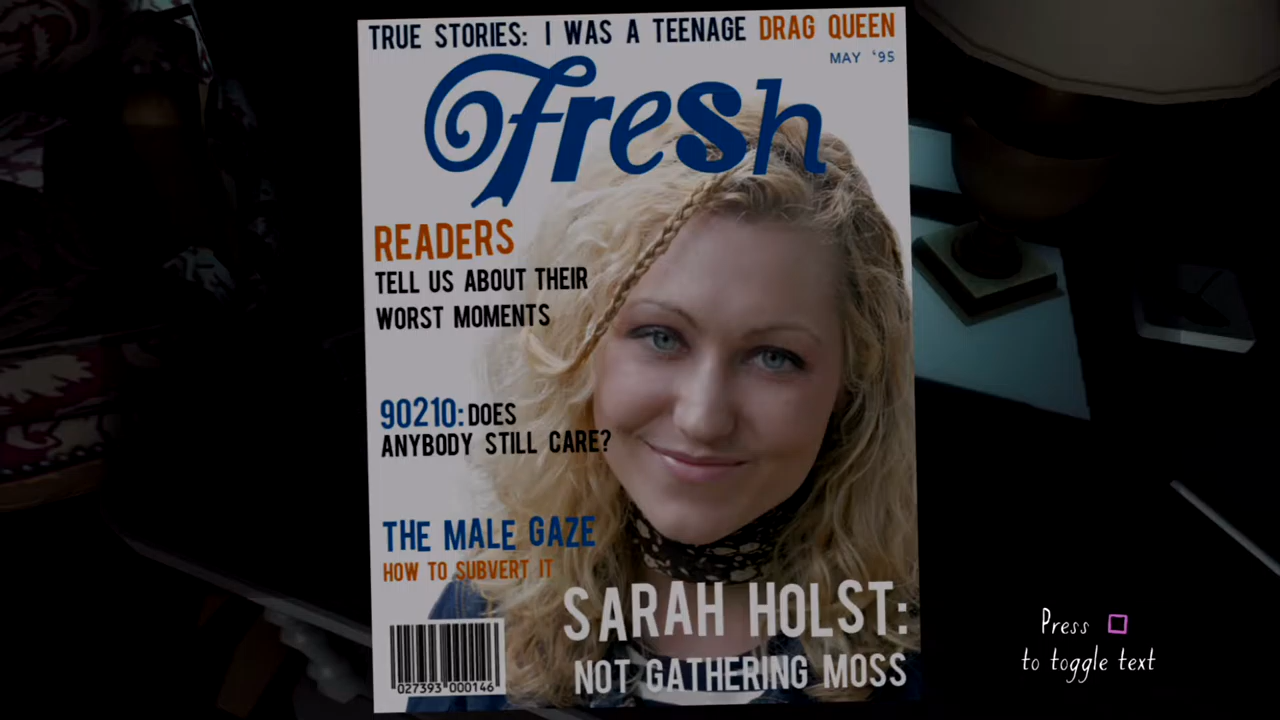 TRUE STORIES: I WAS A TEENAGE DRAG QUEEN
MAY '95
Fresh
READERS
TELL US ABOUT THEIR
WORST MOMENTS
90210: DOES
ANYBODY STILL CARE?
THE MALE GAZE
HOW TO SUBVERT IT
SARAH HOLST:
NOT GATHERING MOSS
027393 000146
Press
to toggle text